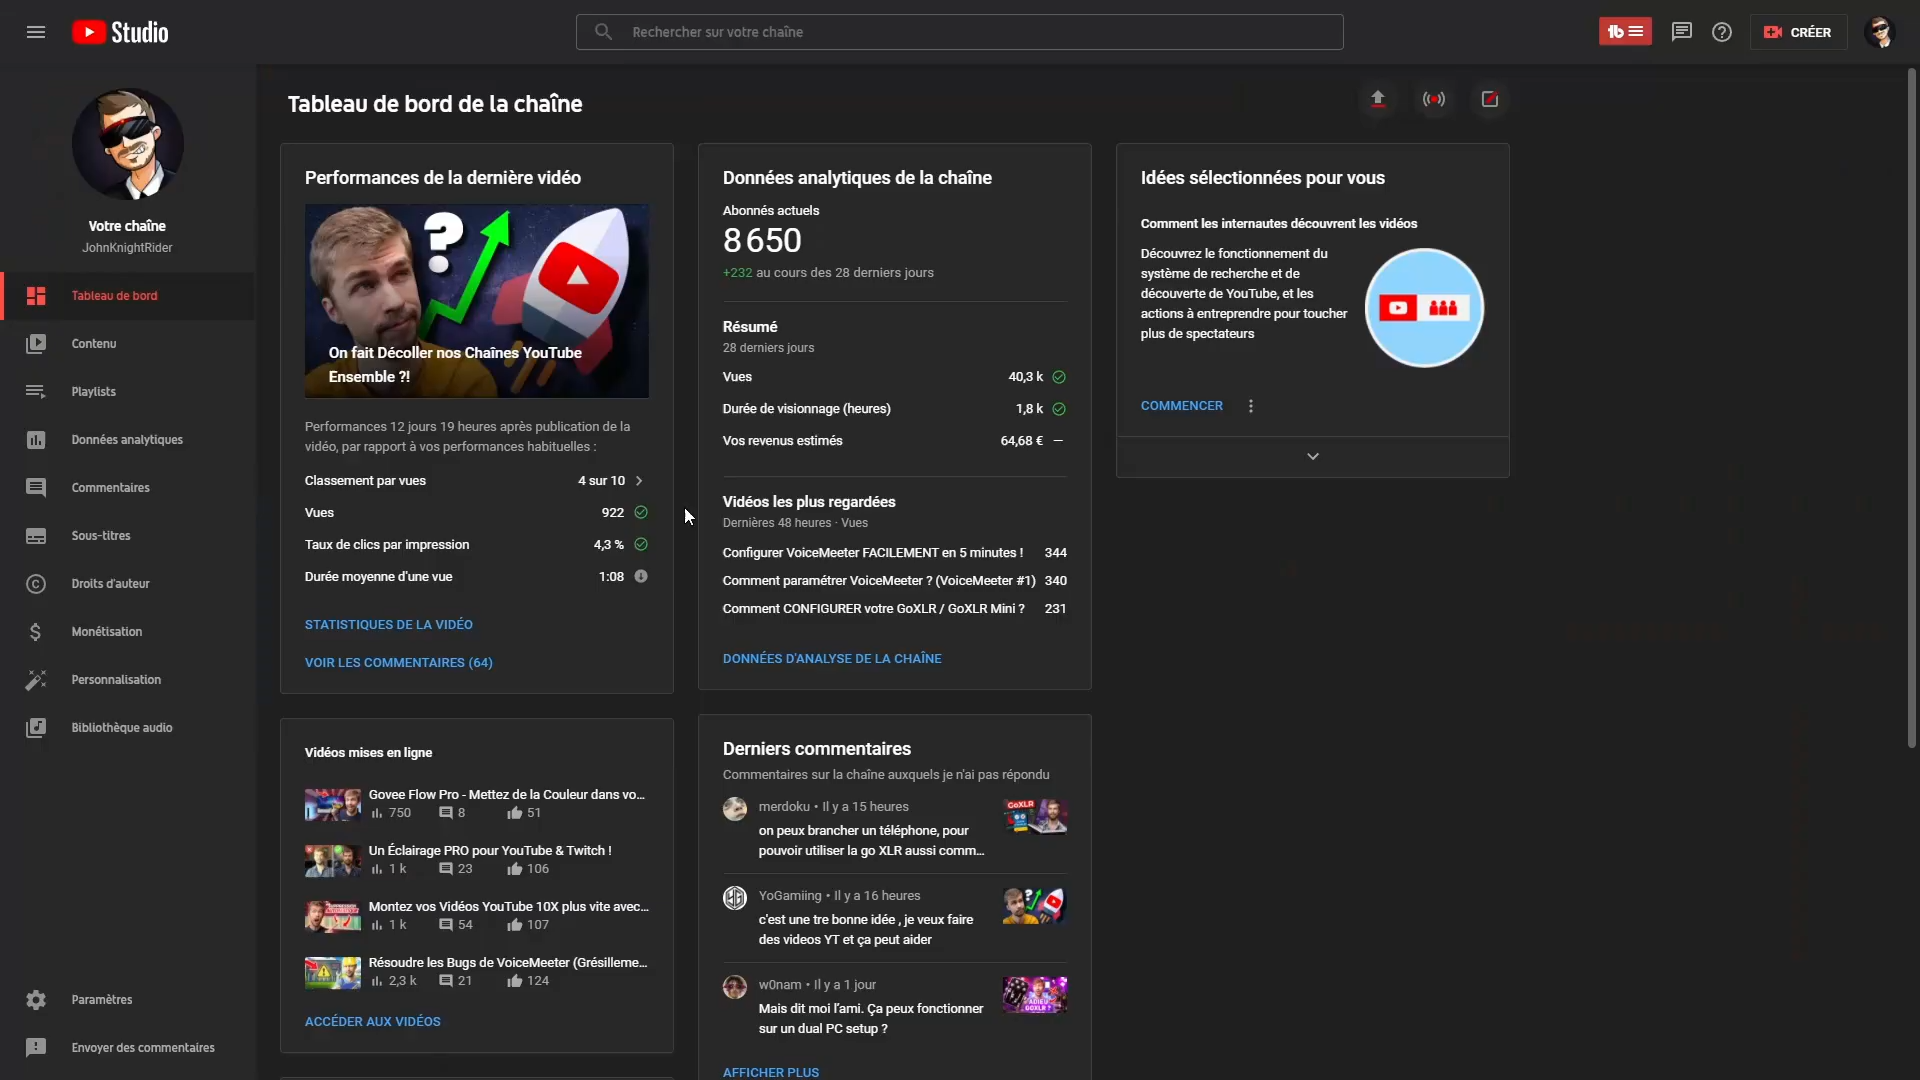 Studio
Rechercher sur votre chaîne
CRÉER
Votre chaîne
JohnKnightRider
Tableau de bord
Contenu
Playlists
Données analytiques
Commentaires
Sous-titres
Droits d'auteur
Monétisation
Personnalisation
Bibliothèque audio
Paramètres
Envoyer des commentaires
Tableau de bord de la chaîne
Performances de la dernière vidéo
?
On fait Décoller nos Chaînes YouTube
Ensemble ?!
Performances 12 jours 19 heures après publication de la
vidéo, par rapport à vos performances habituelles :
Classement par vues 4 sur 10
Vues 922
Taux de clics par impression 4,3 %
Durée moyenne d'une vue 1:08
STATISTIQUES DE LA VIDÉO
VOIR LES COMMENTAIRES (64)
Vidéos mises en ligne
Govee Flow Pro - Mettez de la Couleur dans vo...
750 8 51
Un Éclairage PRO pour YouTube & Twitch !
1 k 23 106
Montez vos Vidéos YouTube 10X plus vite avec...
1 k 54 107
Résoudre les Bugs de VoiceMeeter (Grésilleme...
2,3 k 21 124
ACCÉDER AUX VIDÉOS
Données analytiques de la chaîne
Abonnés actuels
8 650
+232 au cours des 28 derniers jours
Résumé
28 derniers jours
Vues 40,3 k
Durée de visionnage (heures) 1,8 k
Vos revenus estimés 64,68 € —
Vidéos les plus regardées
Dernières 48 heures · Vues
Configurer VoiceMeeter FACILEMENT en 5 minutes ! 344
Comment paramétrer VoiceMeeter ? (VoiceMeeter #1) 340
Comment CONFIGURER votre GoXLR / GoXLR Mini ? 231
DONNÉES D'ANALYSE DE LA CHAÎNE
Derniers commentaires
Commentaires sur la chaîne auxquels je n'ai pas répondu
merdoku • Il y a 15 heures
on peux brancher un téléphone, pour
pouvoir utiliser la go XLR aussi comm...
GoXLR
YoGamiing • Il y a 16 heures
c'est une tre bonne idée , je veux faire
des videos YT et ça peut aider
w0nam • Il y a 1 jour
Mais dit moi l'ami. Ça peux fonctionner
sur un dual PC setup ?
ADIEU
GOXLR ?
AFFICHER PLUS
Idées sélectionnées pour vous
Comment les internautes découvrent les vidéos
Découvrez le fonctionnement du
système de recherche et de
découverte de YouTube, et les
actions à entreprendre pour toucher
plus de spectateurs
COMMENCER